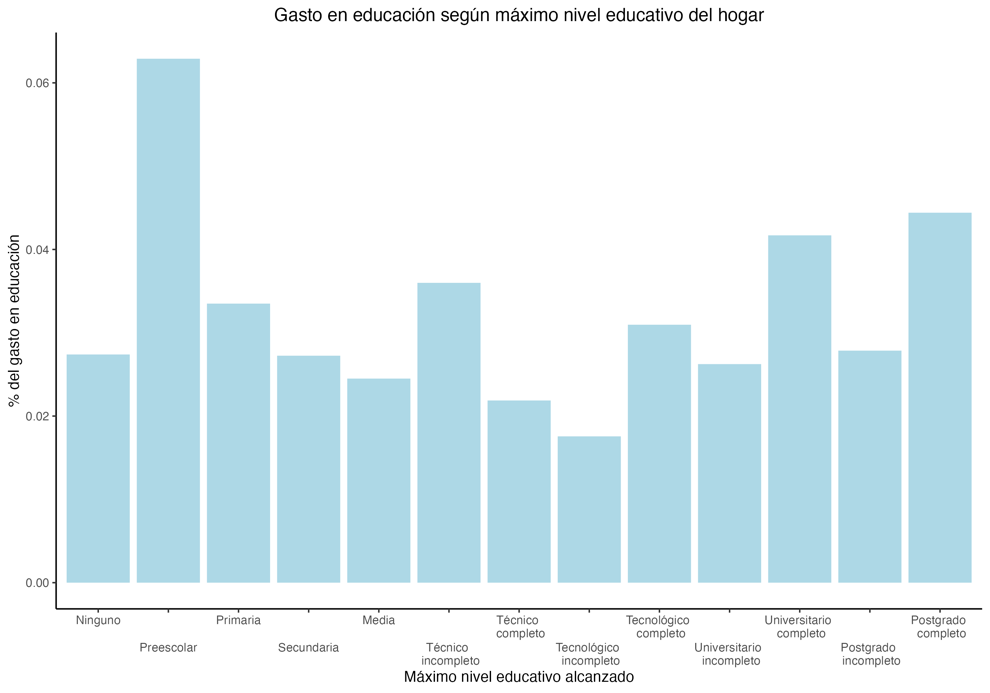 Gasto en educación según máximo nivel educativo del hogar
% del gasto en educación
0.06
0.04
0.02
0.00
Ninguno
Preescolar
Primaria
Secundaria
Media
Técnico
incompleto
Técnico
completo
Tecnológico
incompleto
Tecnológico
completo
Universitario
incompleto
Universitario
completo
Postgrado
incompleto
Postgrado
completo
Máximo nivel educativo alcanzado